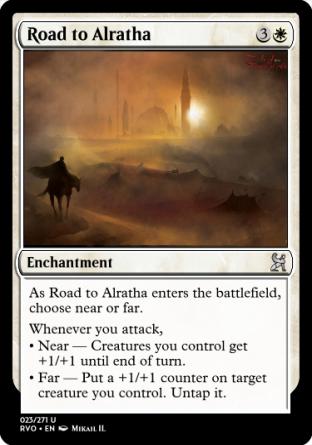 Road to Alratha 3
Enchantment
As Road to Alratha enters the battlefield,
choose near or far.
Whenever you attack,
• Near — Creatures you control get
+1/+1 until end of turn.
• Far — Put a +1/+1 counter on target
creature you control. Untap it.
023/271 U
RVO • EN Mikail II.